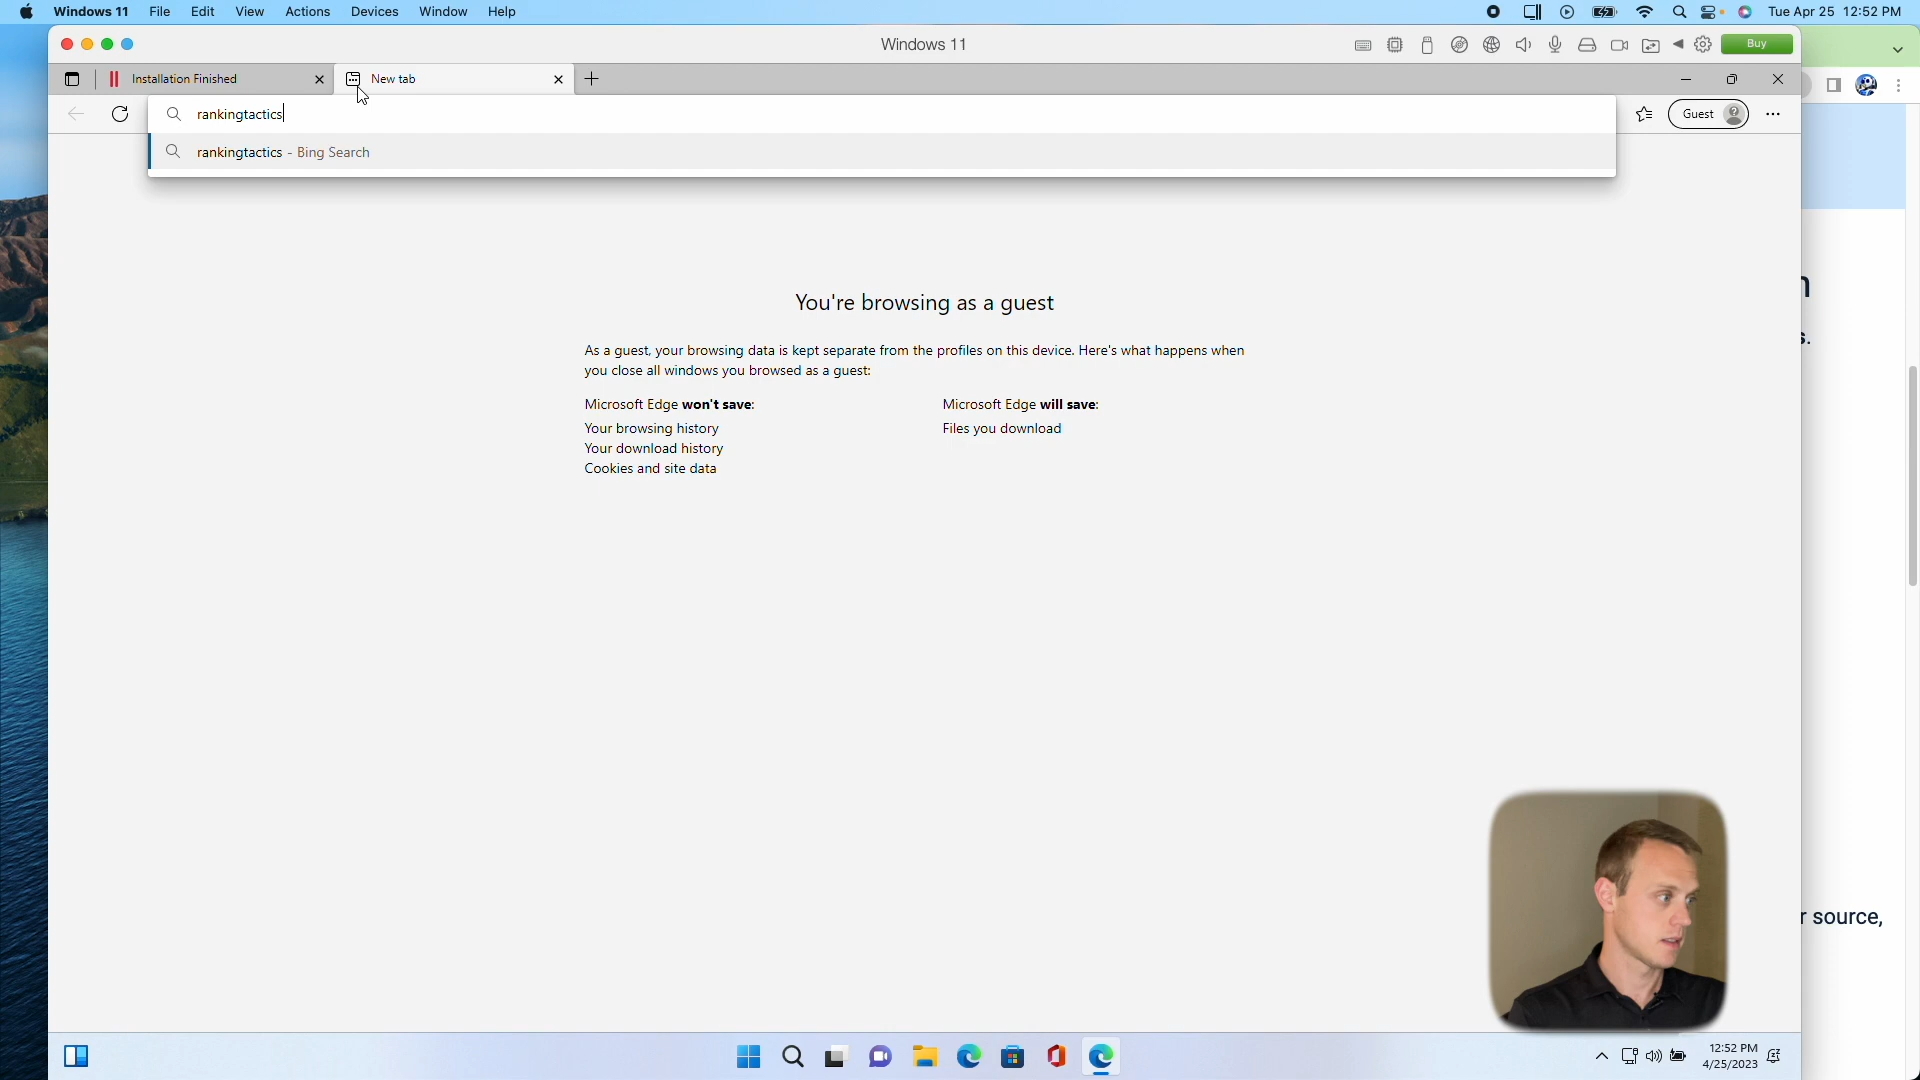 Windows 11 File Edit View Actions Devices Window Help Tue Apr 25 12:52 PM
Windows 11 Buy
Installation Finished New tab
rankingtactics Guest
rankingtactics - Bing Search
You're browsing as a guest
As a guest, your browsing data is kept separate from the profiles on this device. Here's what happens when
you close all windows you browsed as a guest:
Microsoft Edge won't save:
Your browsing history
Your download history
Cookies and site data
Microsoft Edge will save:
Files you download
source,
12:52 PM
4/25/2023